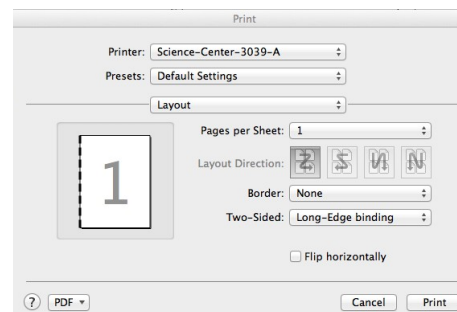 Print
Printer: Science-Center-3039-A
Presets: Default Settings
Layout
Pages per Sheet: 1
1
Layout Direction:
Border: None
Two-Sided: Long-Edge binding
Flip horizontally
? PDF Cancel Print